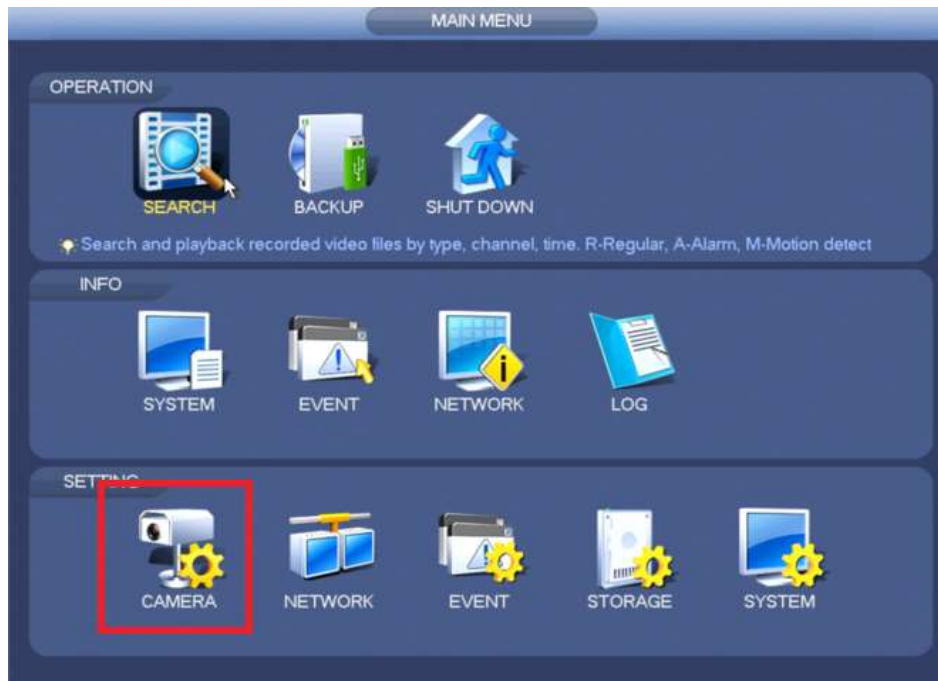 MAIN MENU
OPERATION
SEARCH BACKUP SHUT DOWN
Search and playback recorded video files by type, channel, time. R-Regular, A-Alarm, M-Motion detect
INFO
SYSTEM EVENT NETWORK LOG
SETTING
CAMERA NETWORK EVENT STORAGE SYSTEM